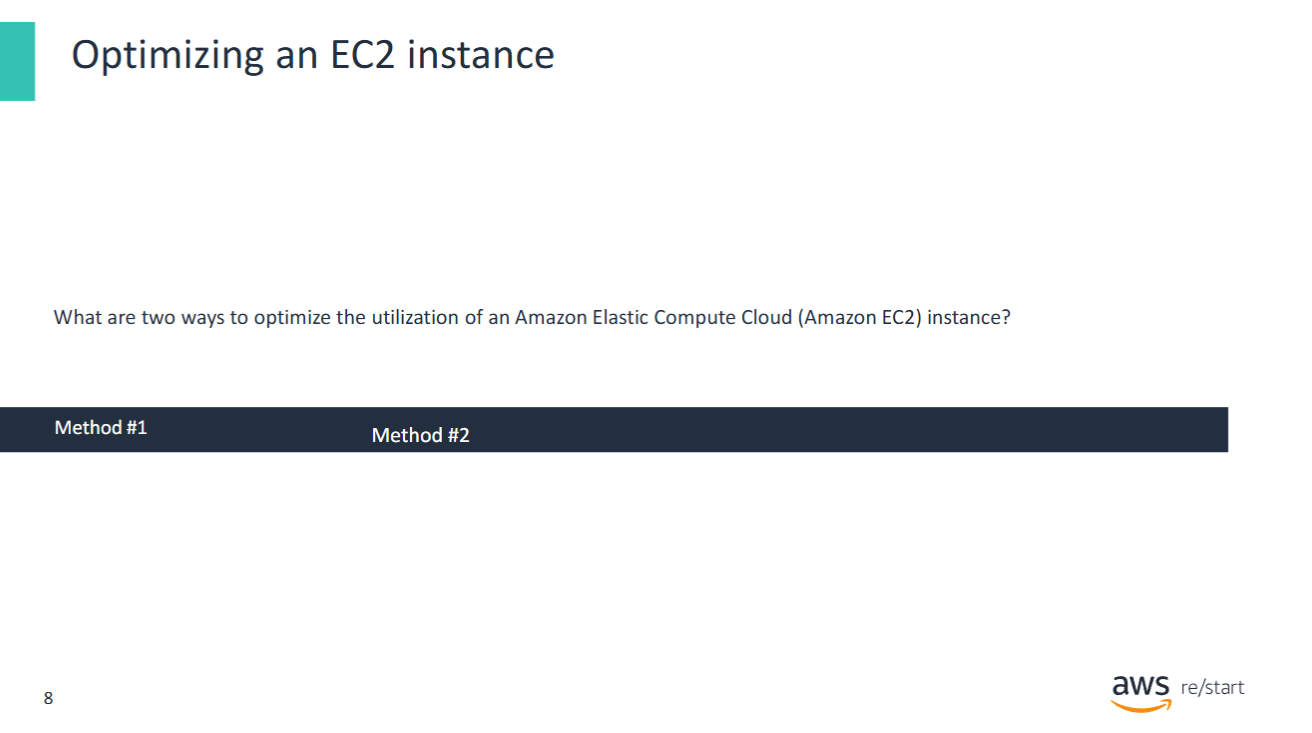 Optimizing an EC2 instance
What are two ways to optimize the utilization of an Amazon Elastic Compute Cloud (Amazon EC2) instance?
Method #1
Method #2
8
aws re/start